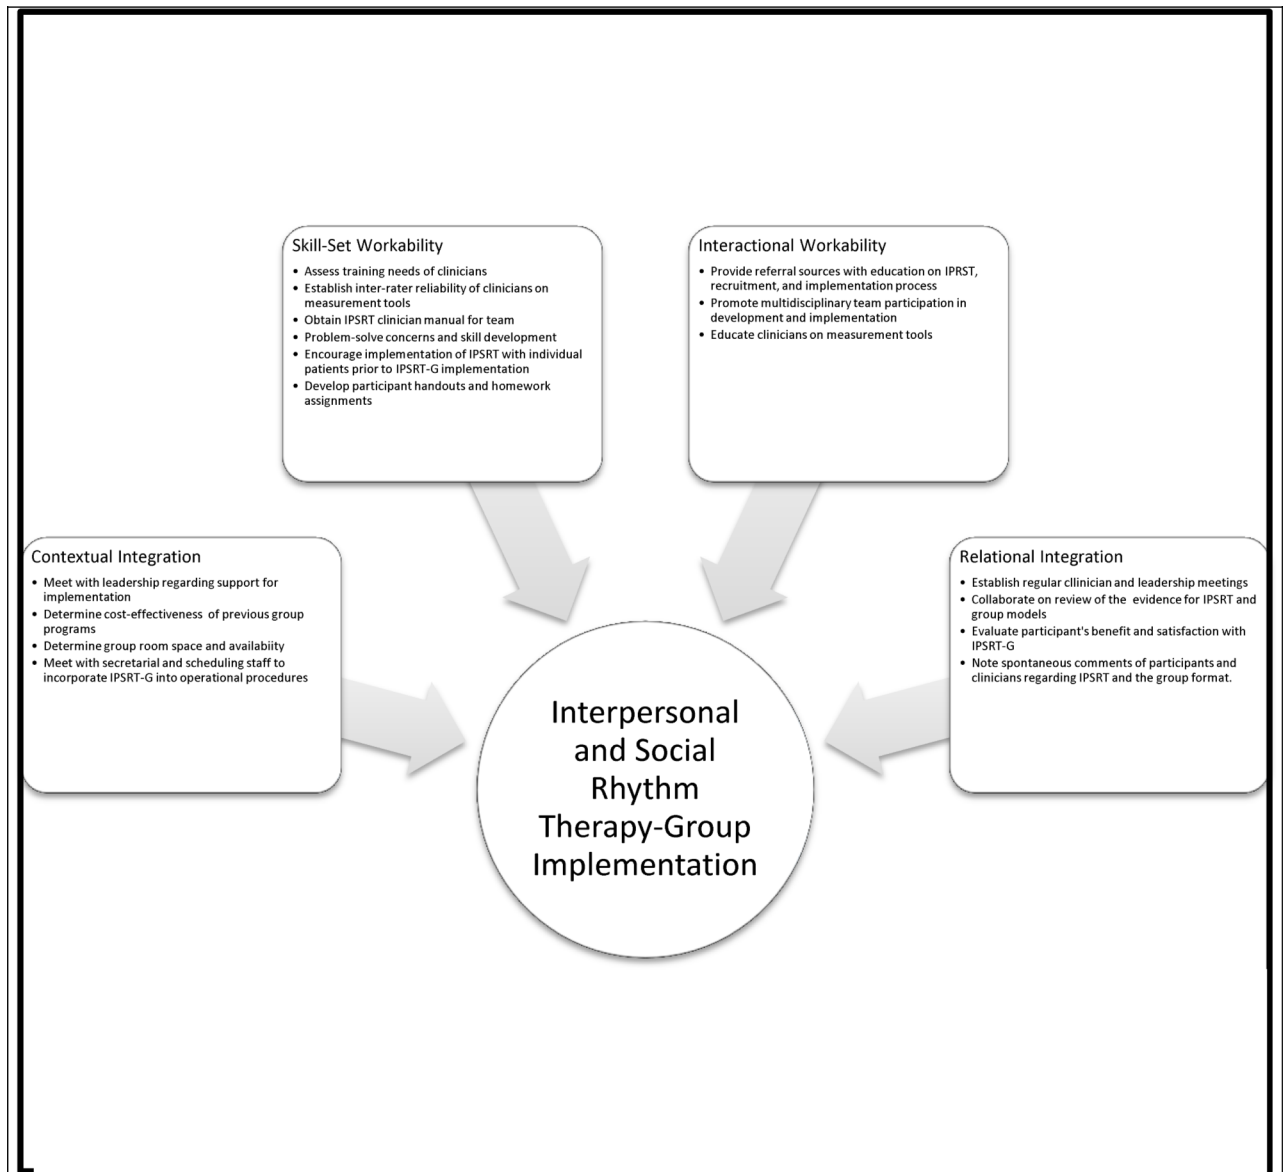 Skill-Set Workability
• Assess training needs of clinicians
• Establish inter-rater reliability of clinicians on
measurement tools
• Obtain IPSRT clinician manual for team
• Problem-solve concerns and skill development
• Encourage implementation of IPSRT with individual
patients prior to IPSRT-G implementation
• Develop participant handouts and homework
assignments
Interactional Workability
• Provide referral sources with education on IPRST,
recruitment, and implementation process
• Promote multidisciplinary team participation in
development and implementation
• Educate clinicians on measurement tools
Contextual Integration
• Meet with leadership regarding support for
implementation
• Determine cost-effectiveness of previous group
programs
• Determine group room space and availabiity
• Meet with secretarial and scheduling staff to
incorporate IPSRT-G into operational procedures
Relational Integration
• Establish regular cllinician and leadership meetings
• Collaborate on review of the evidence for IPSRT and
group models
• Evaluate participant's benefit and satisfaction with
IPSRT-G
• Note spontaneous comments of participants and
clinicians regarding IPSRT and the group format.
Interpersonal
and Social
Rhythm
Therapy-Group
Implementation